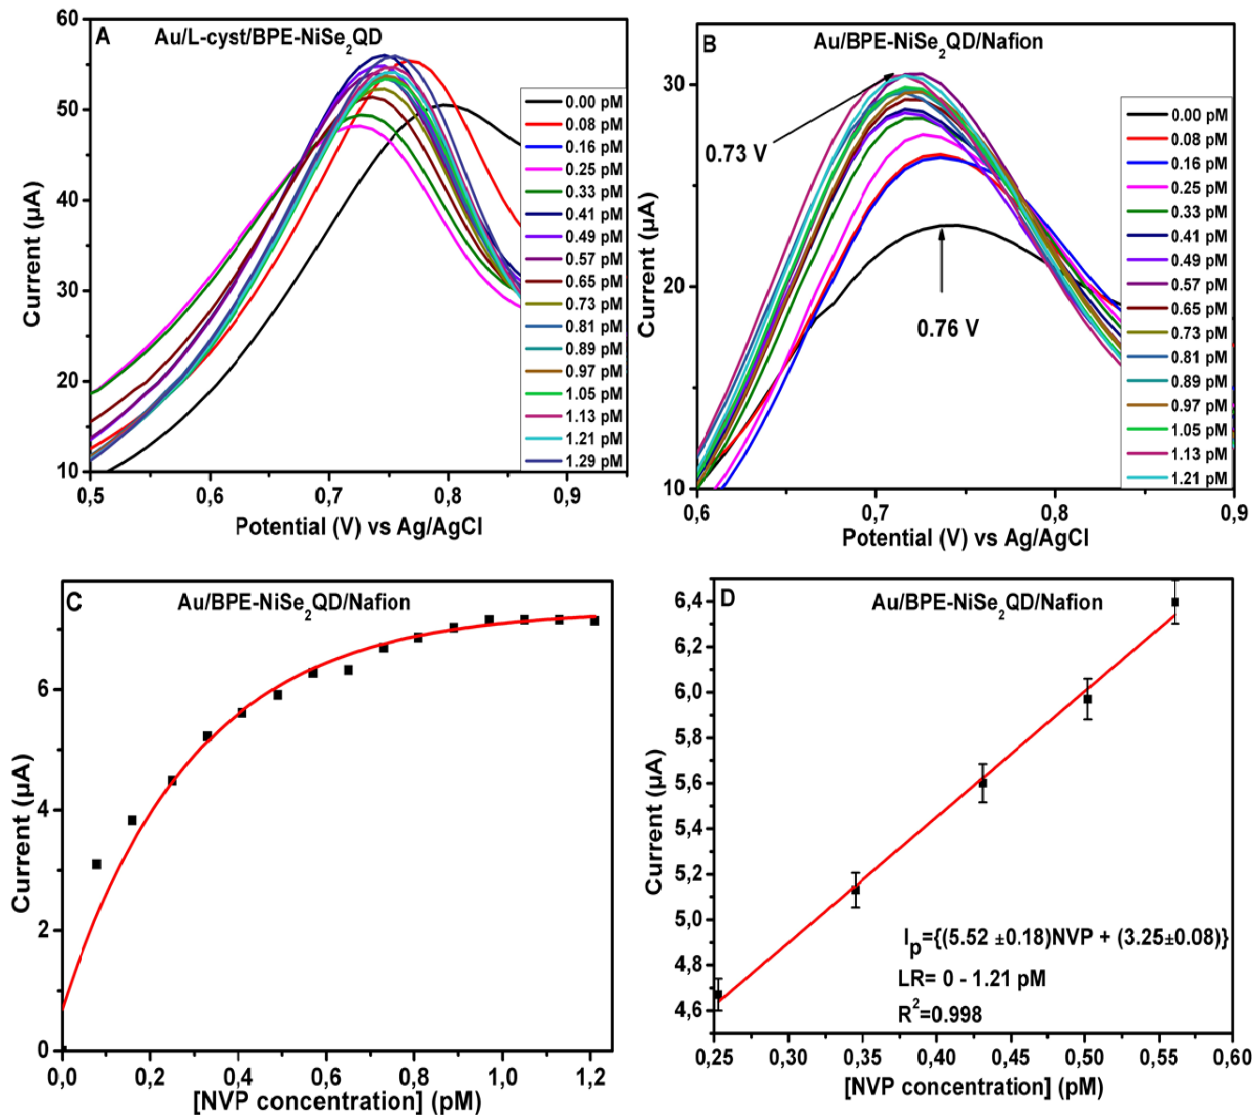 A
Au/L-cyst/BPE-NiSe2QD
60
50
40
30
20
10
Current (µA)
0,5
0,6
0,7
0,8
0,9
Potential (V) vs Ag/AgCl
0.00 pM
0.08 pM
0.16 pM
0.25 pM
0.33 pM
0.41 pM
0.49 pM
0.57 pM
0.65 pM
0.73 pM
0.81 pM
0.89 pM
0.97 pM
1.05 pM
1.13 pM
1.21 pM
1.29 pM
B
Au/BPE-NiSe2QD/Nafion
30
20
10
Current (µA)
0.73 V
0.76 V
0,6
0,7
0,8
0,9
Potential (V) vs Ag/AgCl
0.00 pM
0.08 pM
0.16 pM
0.25 pM
0.33 pM
0.41 pM
0.49 pM
0.57 pM
0.65 pM
0.73 pM
0.81 pM
0.89 pM
0.97 pM
1.05 pM
1.13 pM
1.21 pM
C
Au/BPE-NiSe2QD/Nafion
6
4
2
0
Current (µA)
0,0
0,2
0,4
0,6
0,8
1,0
1,2
[NVP concentration] (pM)
D
Au/BPE-NiSe2QD/Nafion
6,4
6,2
6,0
5,8
5,6
5,4
5,2
5,0
4,8
4,6
Current (µA)
Ip={(5.52 ±0.18)NVP + (3.25±0.08)}
LR= 0 - 1.21 pM
R2=0.998
0,25
0,30
0,35
0,40
0,45
0,50
0,55
0,60
[NVP concentration] (pM)